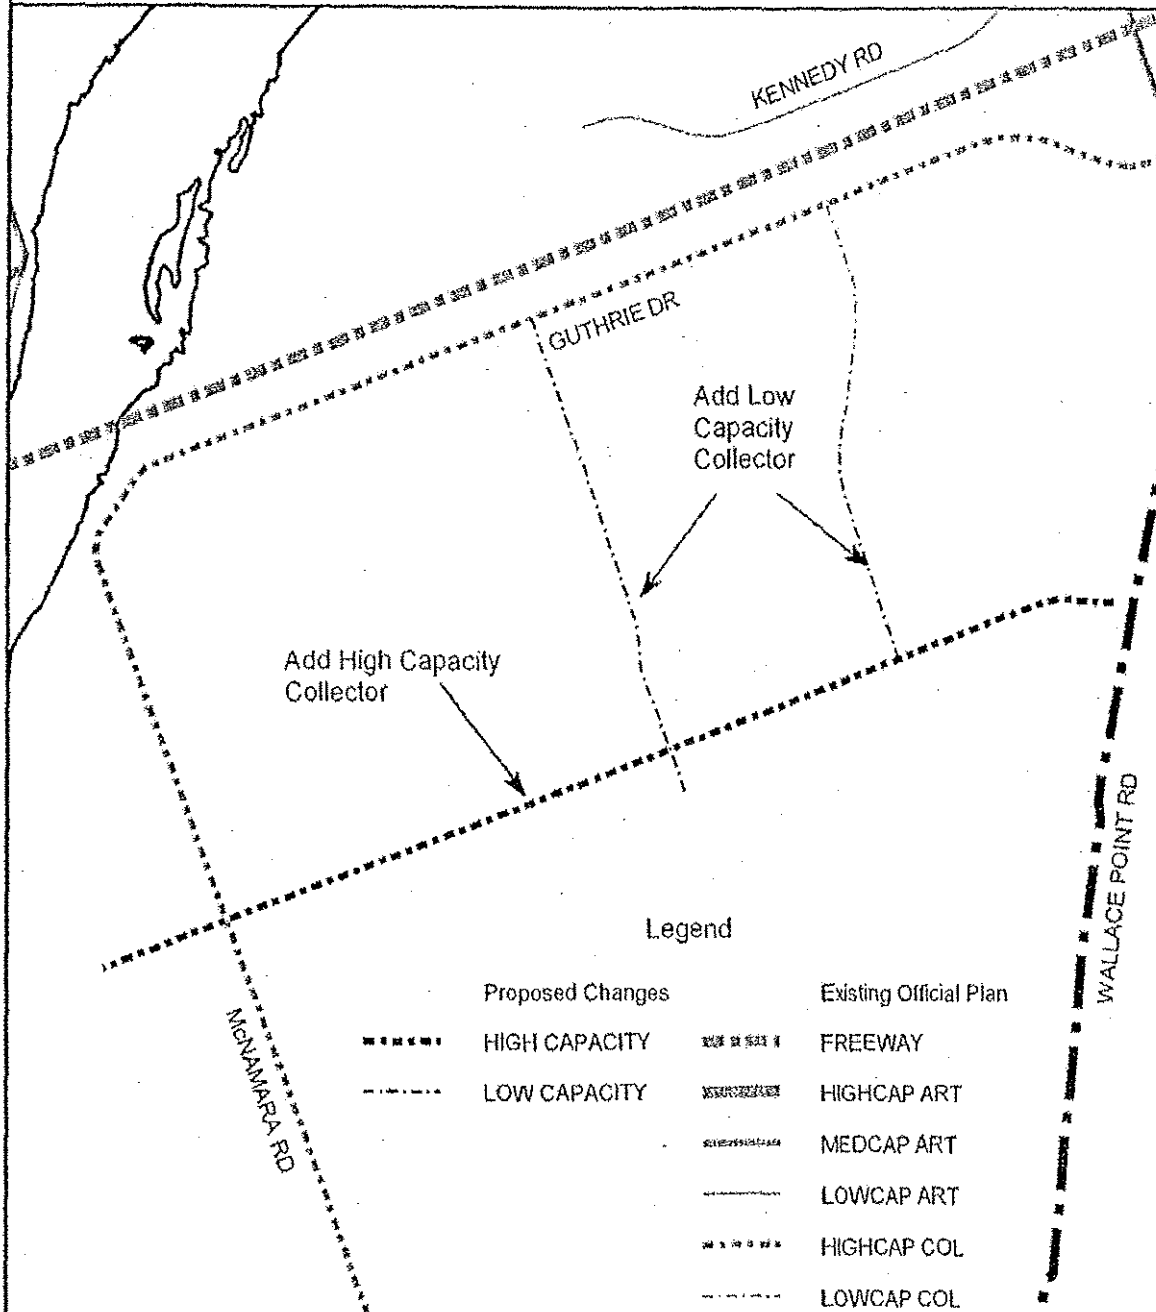 KENNEDY RD
GUTHRIE DR
Add Low
Capacity
Collector
Add High Capacity
Collector
WALLACE POINT RD
McNAMARA RD
Legend
Proposed Changes
Existing Official Plan
HIGH CAPACITY
FREEWAY
LOW CAPACITY
HIGHCAP ART
MEDCAP ART
LOWCAP ART
HIGHCAP COL
LOWCAP COL